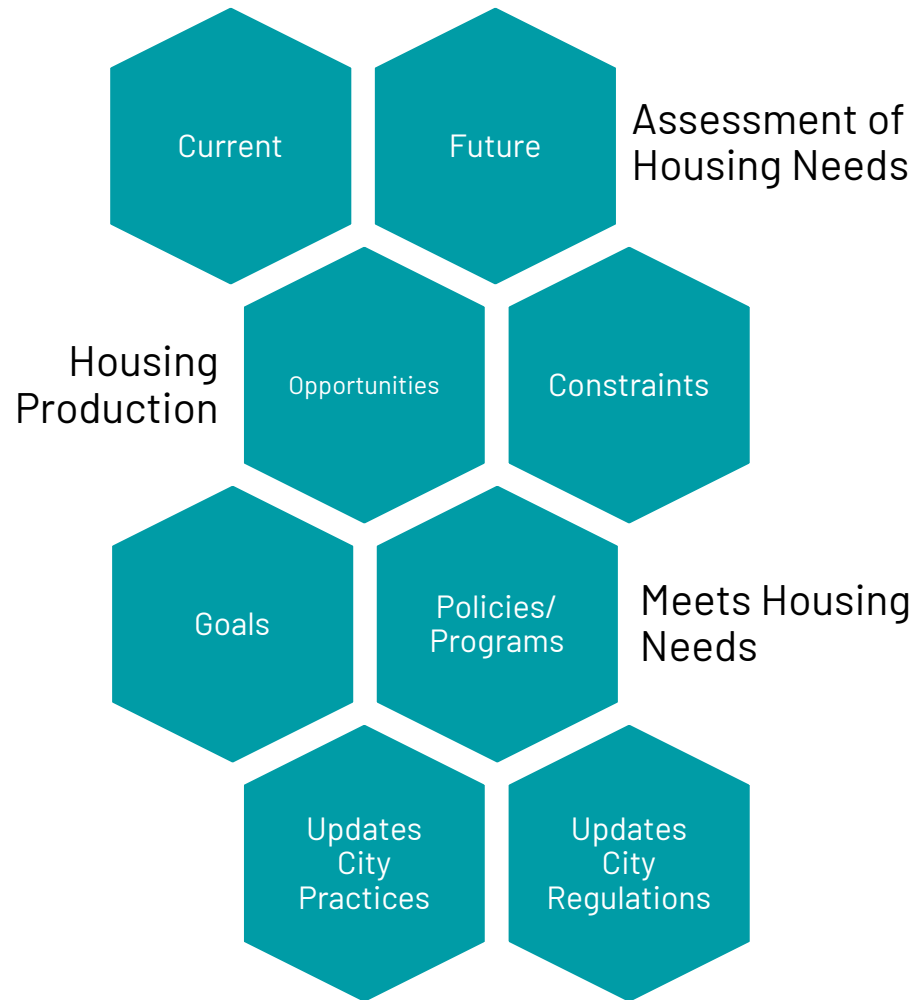 Current
Future
Assessment of
Housing Needs
Housing
Production
Opportunities
Constraints
Goals
Policies/
Programs
Meets Housing
Needs
Updates
City
Practices
Updates
City
Regulations